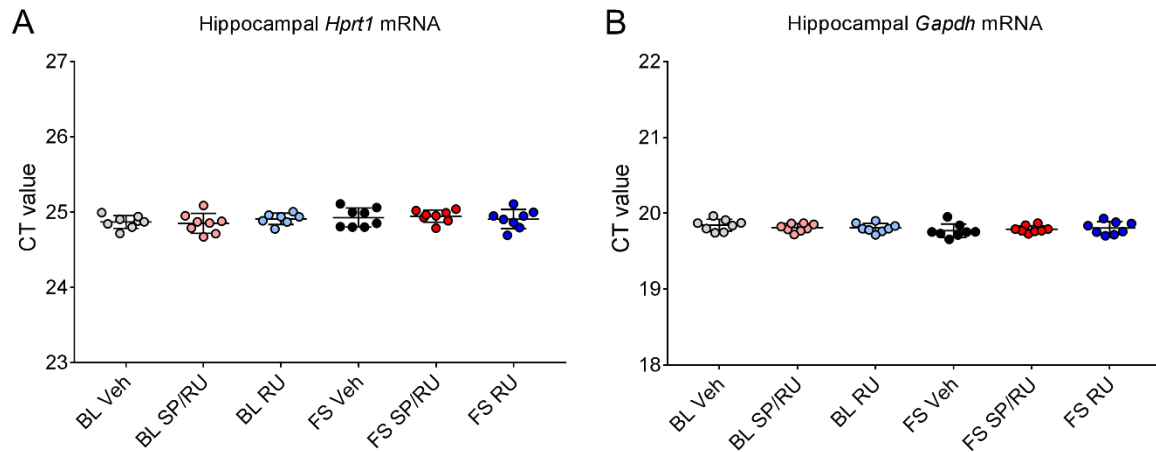 A
Hippocampal Hprt1 mRNA
27
26
25
24
23
CT value
BL Veh
BL SP/RU
BL RU
FS Veh
FS SP/RU
FS RU
B
Hippocampal Gapdh mRNA
22
21
20
19
18
CT value
BL Veh
BL SP/RU
BL RU
FS Veh
FS SP/RU
FS RU